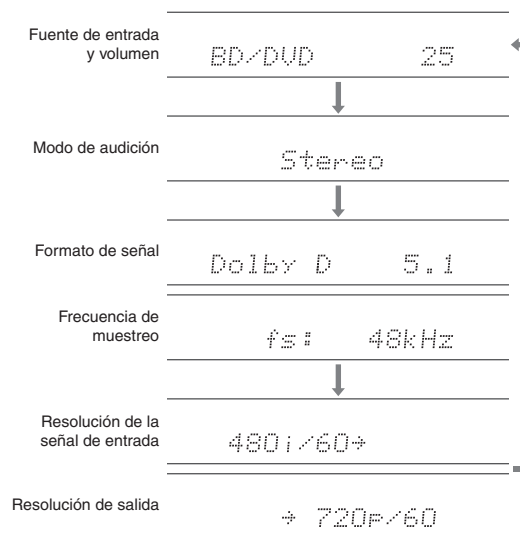 Fuente de entrada
y volumen
BD/DVD 25
Modo de audición
Stereo
Formato de señal
Dolby D 5.1
Frecuencia de
muestreo
fs: 48kHz
Resolución de la
señal de entrada
480i/60→
Resolución de salida
→ 720p/60